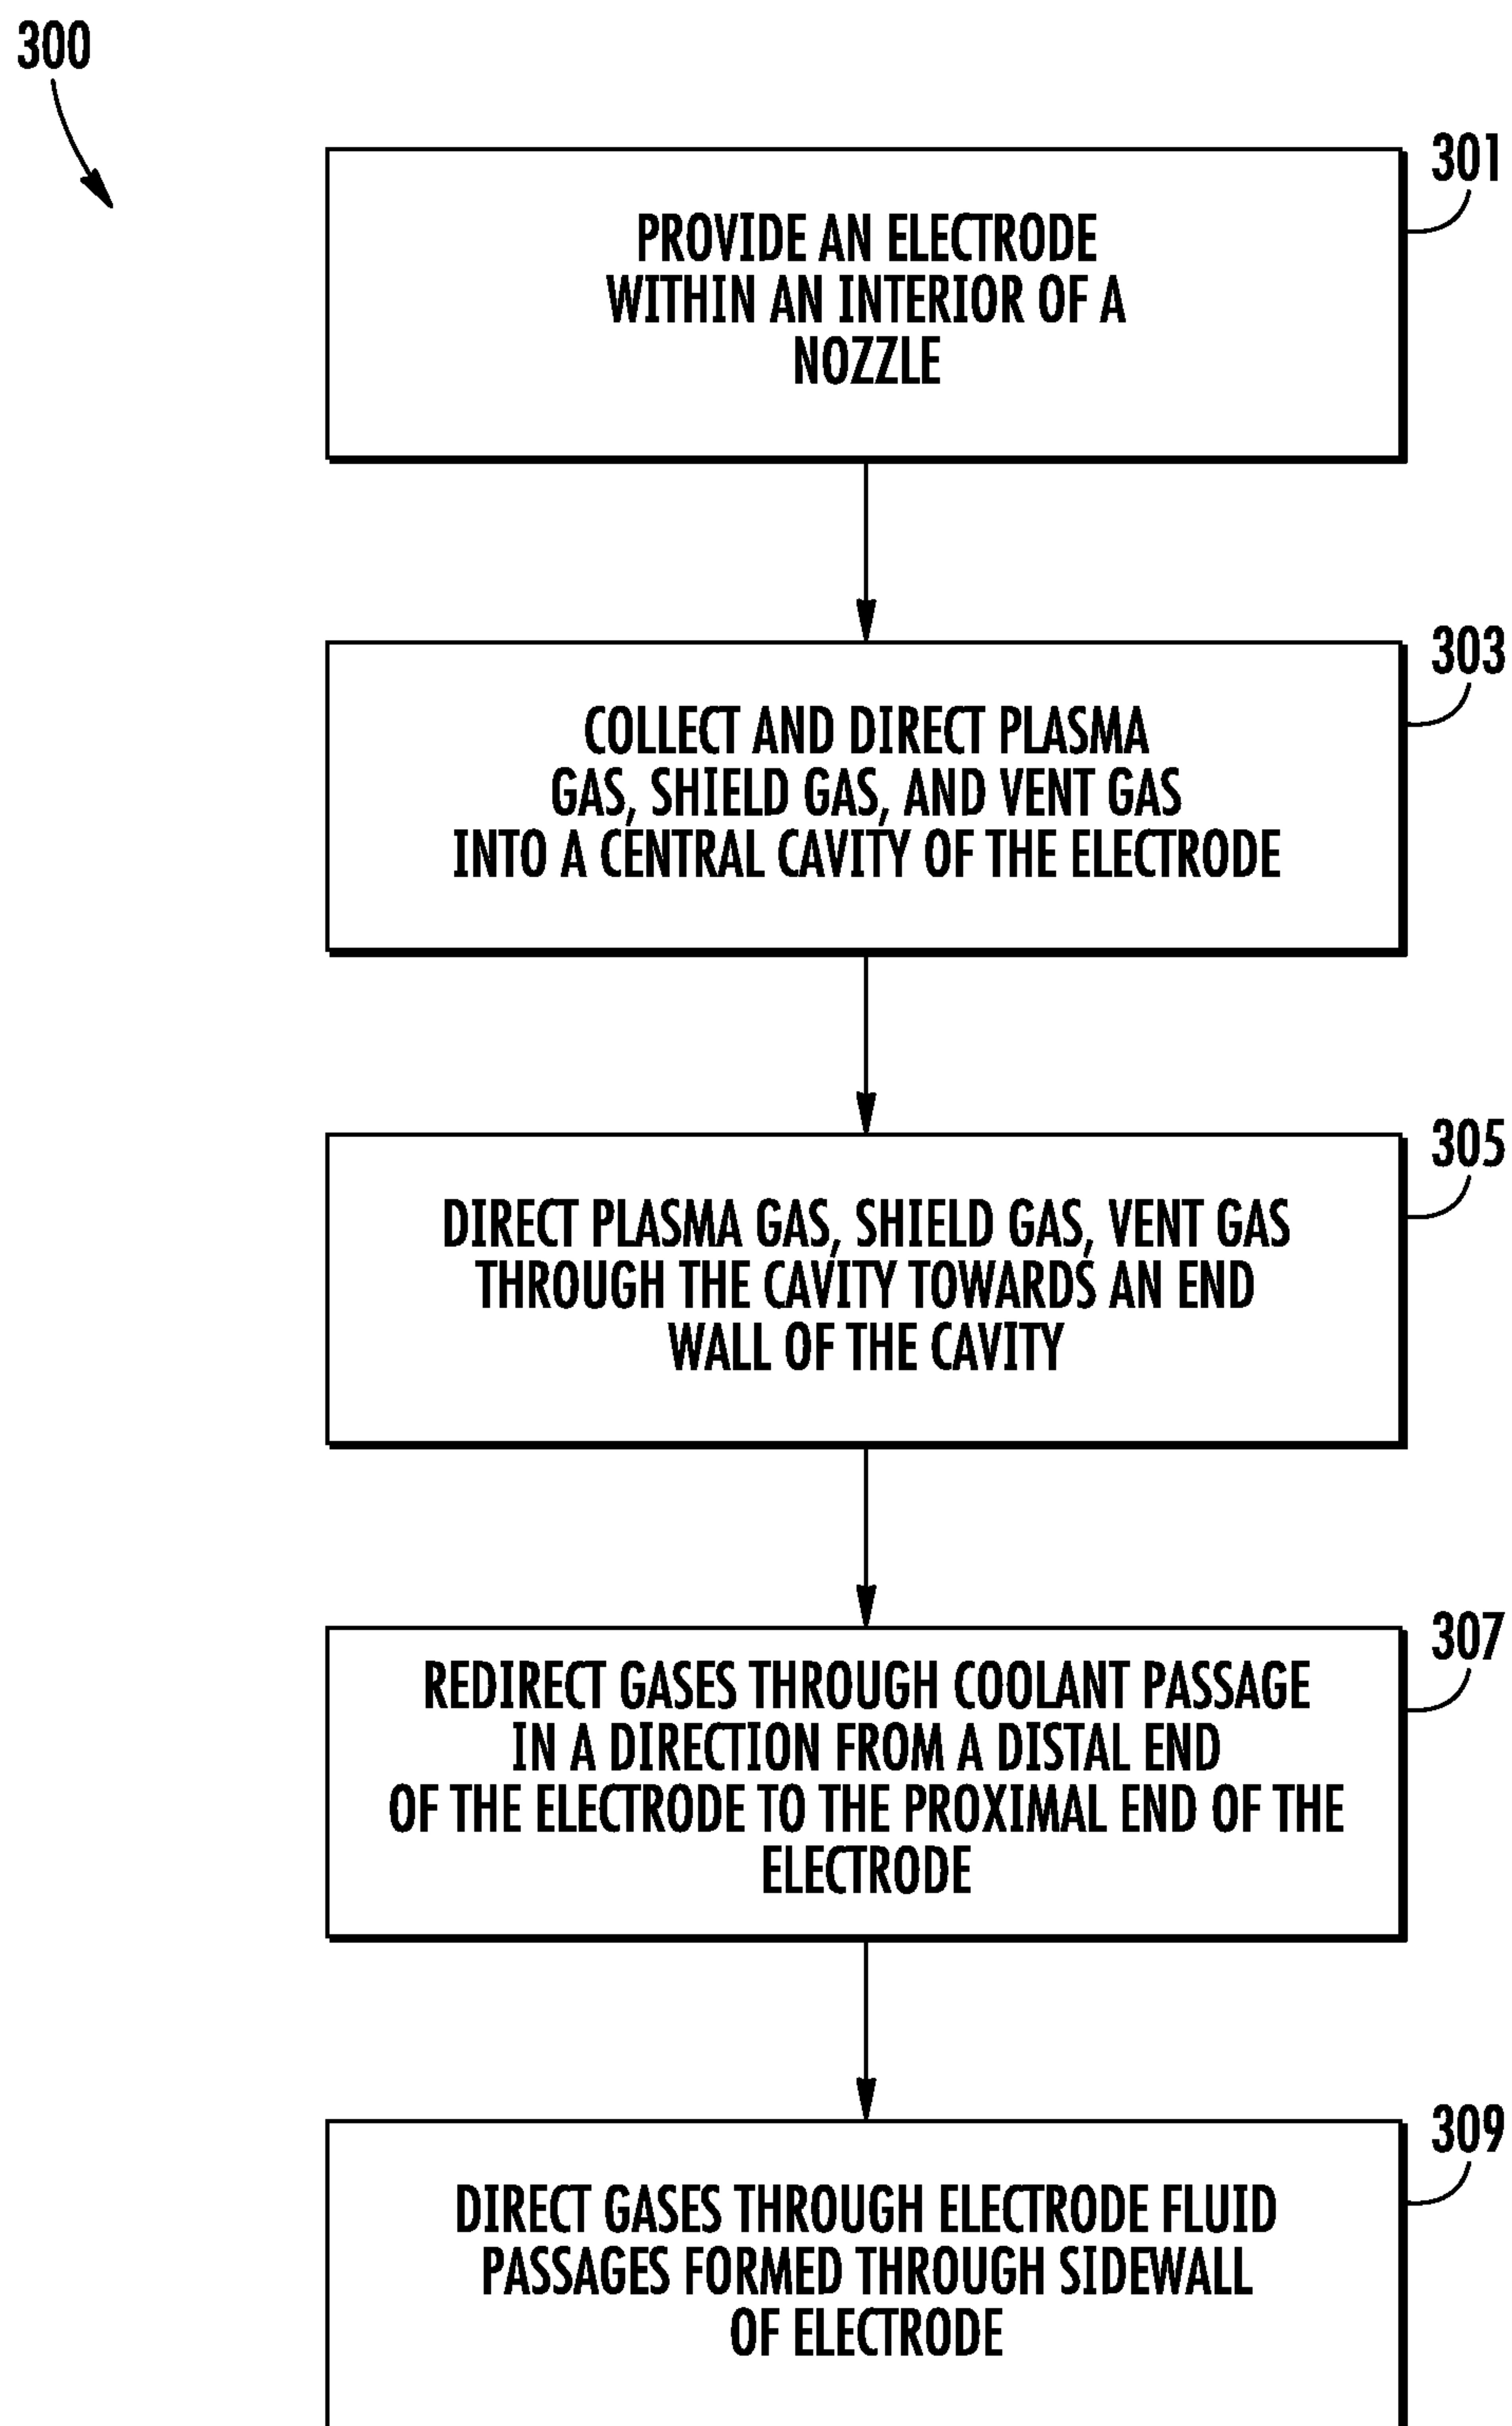 300
301
PROVIDE AN ELECTRODE
WITHIN AN INTERIOR OF A
NOZZLE
303
COLLECT AND DIRECT PLASMA
GAS, SHIELD GAS, AND VENT GAS
INTO A CENTRAL CAVITY OF THE ELECTRODE
305
DIRECT PLASMA GAS, SHIELD GAS, VENT GAS
THROUGH THE CAVITY TOWARDS AN END
WALL OF THE CAVITY
307
REDIRECT GASES THROUGH COOLANT PASSAGE
IN A DIRECTION FROM A DISTAL END
OF THE ELECTRODE TO THE PROXIMAL END OF THE
ELECTRODE
309
DIRECT GASES THROUGH ELECTRODE FLUID
PASSAGES FORMED THROUGH SIDEWALL
OF ELECTRODE